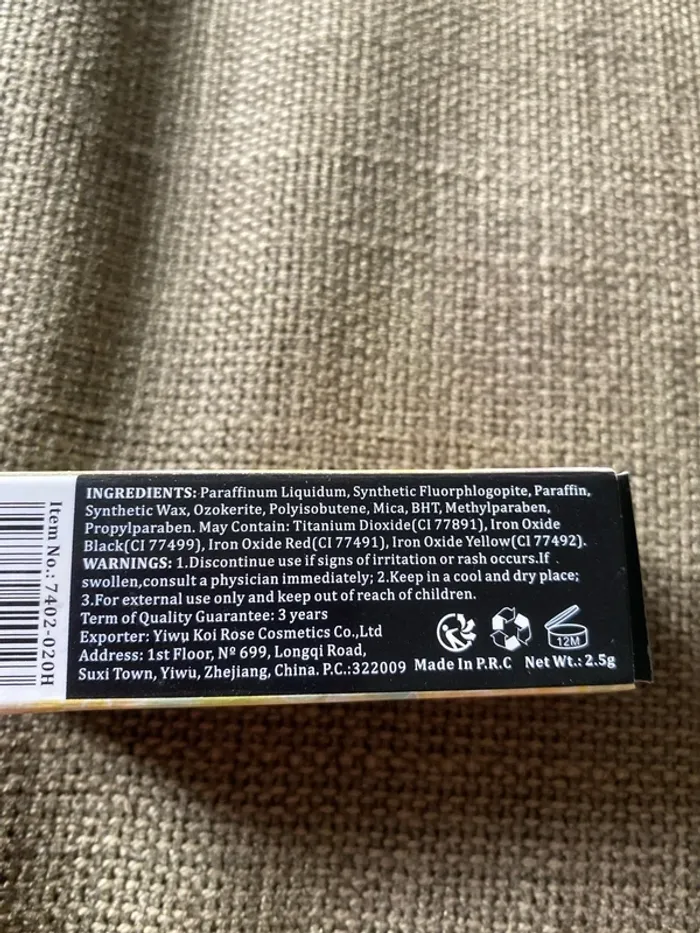 INGREDIENTS: Paraffinum Liquidum, Synthetic Fluorphlogopite, Paraffin,
Synthetic Wax, Ozokerite, Polyisobutene, Mica, BHT, Methylparaben,
Propylparaben. May Contain: Titanium Dioxide(CI 77891), Iron Oxide
Black(CI 77499), Iron Oxide Red(CI 77491), Iron Oxide Yellow(CI 77492).
WARNINGS: 1.Discontinue use if signs of irritation or rash occurs.If
swollen,consult a physician immediately; 2.Keep in a cool and dry place;
3.For external use only and keep out of reach of children.
Term of Quality Guarantee: 3 years
Exporter: Yiwu Koi Rose Cosmetics Co.,Ltd
Address: 1st Floor, Nº 699, Longqi Road,
Suxi Town, Yiwu, Zhejiang, China. P.C.:322009
12M
Made In P.R.C Net Wt.: 2.5g
Item No.: 7402-020H